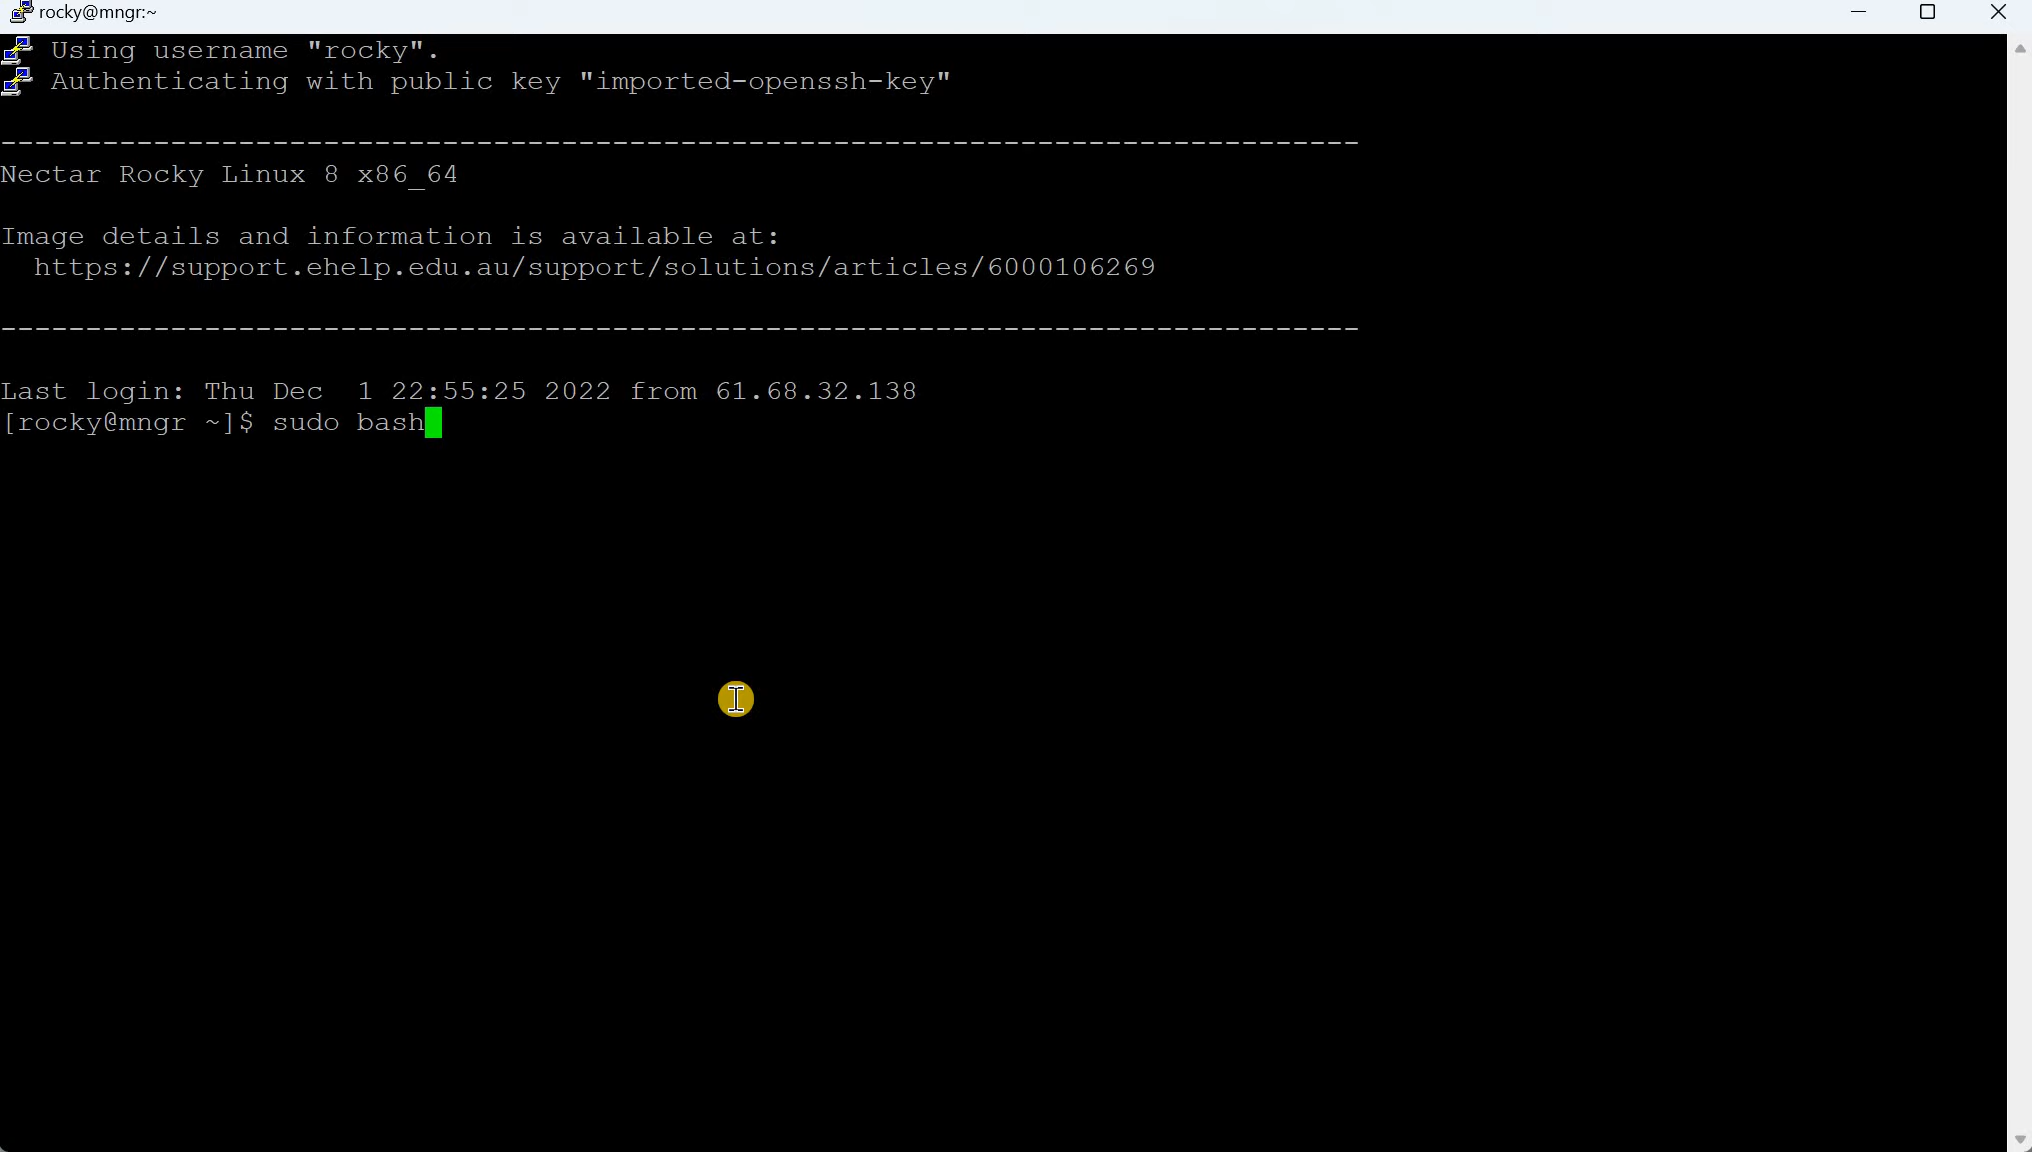 rocky@mngr:~
Using username "rocky".
Authenticating with public key "imported-openssh-key"
--------------------------------------------------------------------------------
Nectar Rocky Linux 8 x86_64
Image details and information is available at:
  https://support.ehelp.edu.au/support/solutions/articles/6000106269
--------------------------------------------------------------------------------
Last login: Thu Dec  1 22:55:25 2022 from 61.68.32.138
[rocky@mngr ~]$ sudo bash